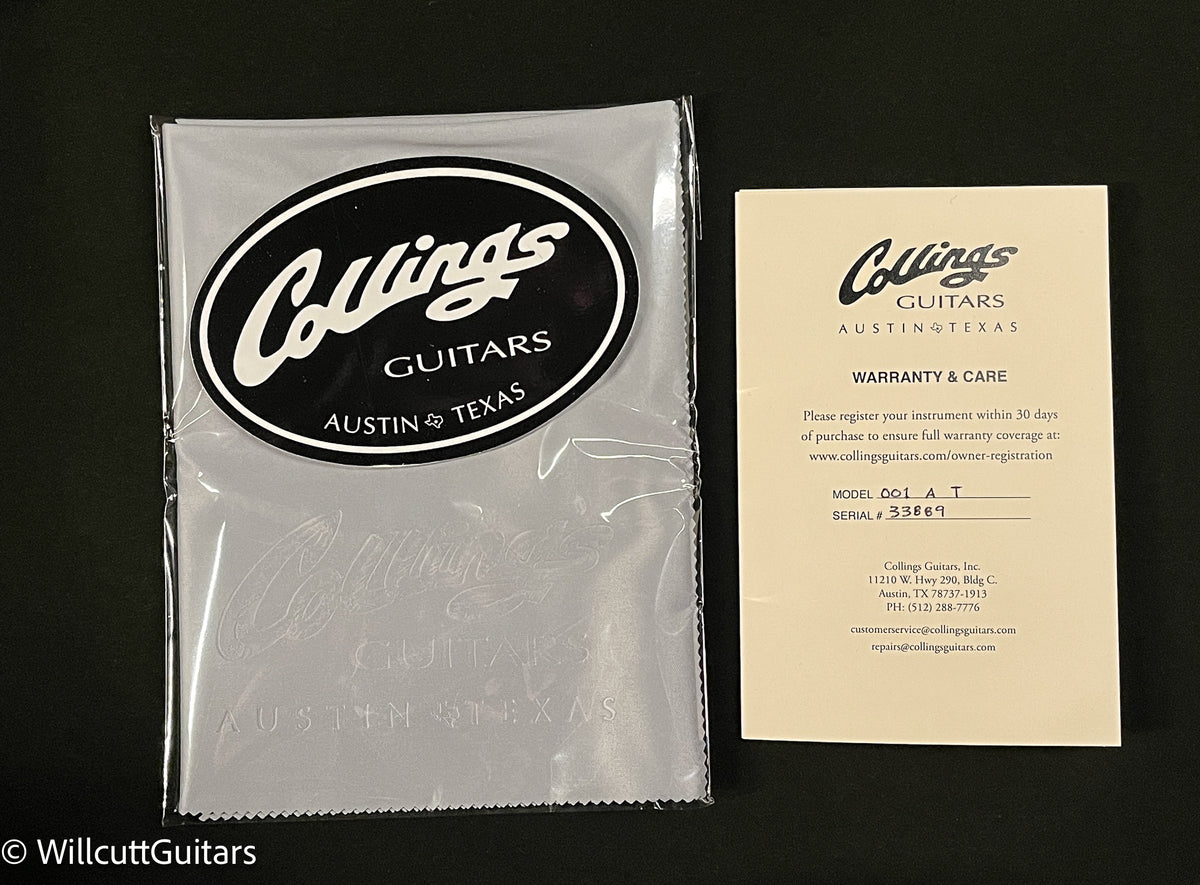 Collings
GUITARS
AUSTIN TEXAS
Collings
GUITARS
AUSTIN TEXAS
Collings
GUITARS
AUSTIN TEXAS
WARRANTY & CARE
Please register your instrument within 30 days
of purchase to ensure full warranty coverage at:
www.collingsguitars.com/owner-registration
MODEL 001 A T
SERIAL # 33889
Collings Guitars, Inc.
11210 W. Hwy 290, Bldg C.
Austin, TX 78737-1913
PH: (512) 288-7776
customerservice@collingsguitars.com
repairs@collingsguitars.com
© WillcuttGuitars